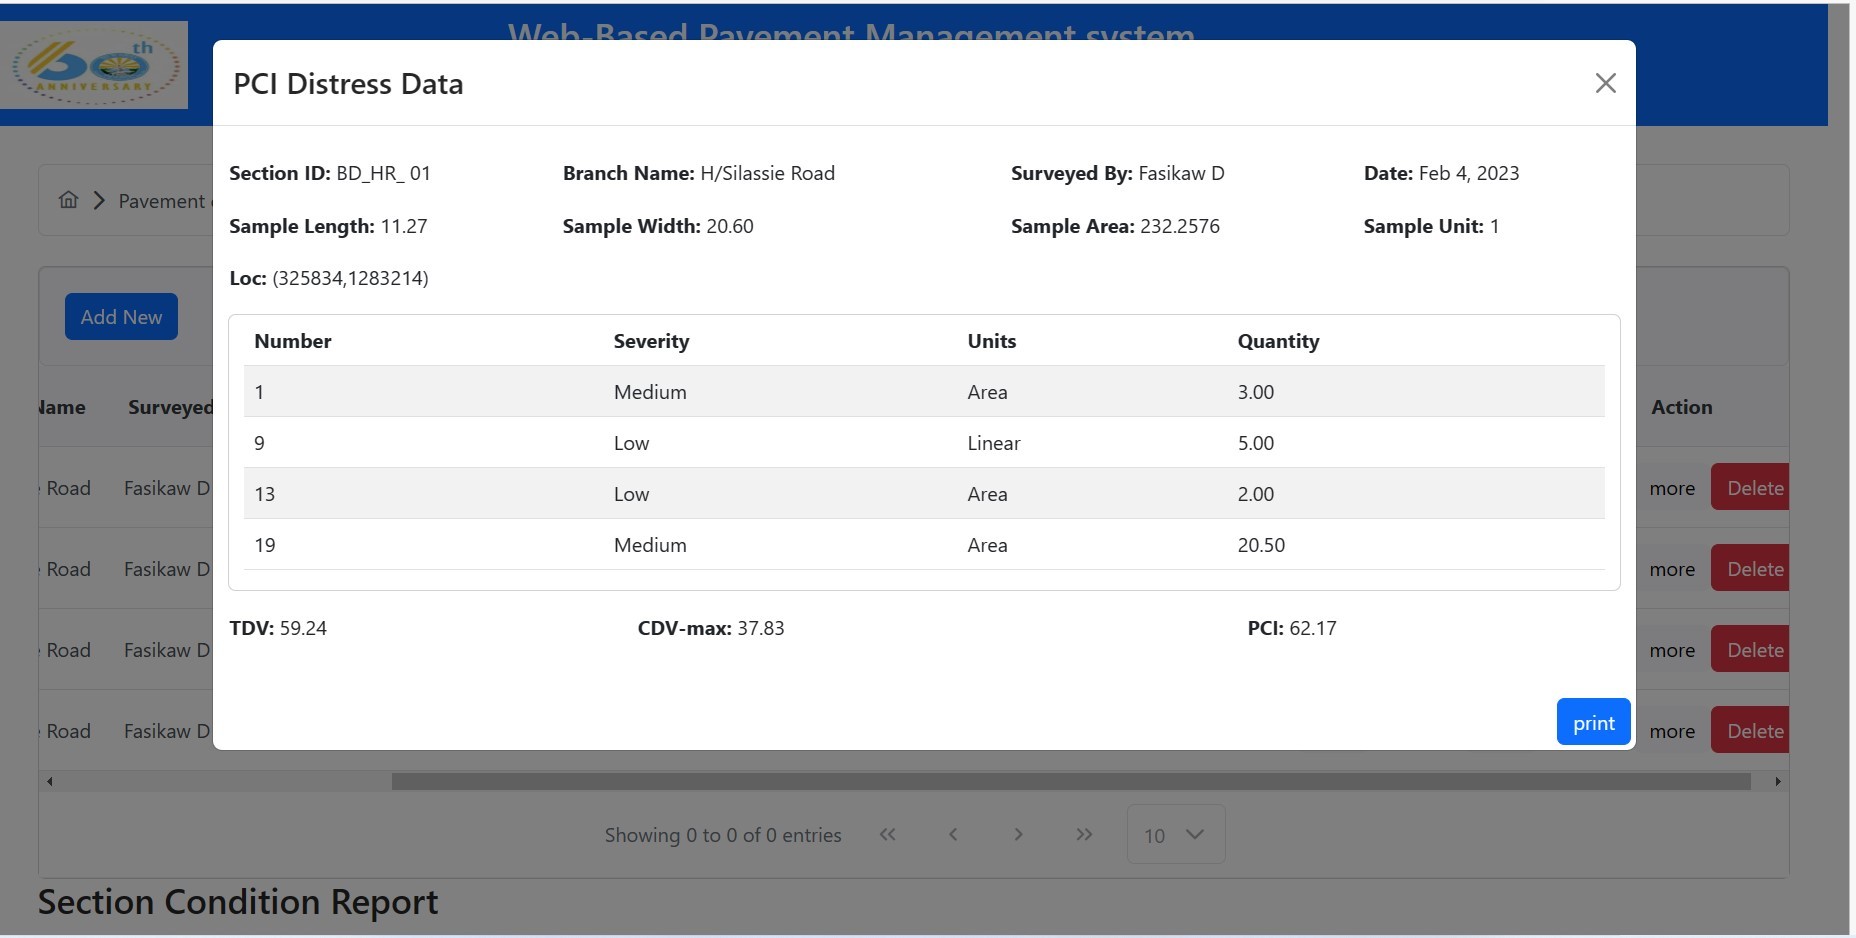 Web-Based Pavement Management system
60th
ANNIVERSARY
PCI Distress Data
Section ID: BD_HR_ 01 Branch Name: H/Silassie Road Surveyed By: Fasikaw D Date: Feb 4, 2023
Pavement
Sample Length: 11.27 Sample Width: 20.60 Sample Area: 232.2576 Sample Unit: 1
Loc: (325834,1283214)
Add New
Number Severity Units Quantity
1 Medium Area 3.00
9 Low Linear 5.00
13 Low Area 2.00
19 Medium Area 20.50
TDV: 59.24 CDV-max: 37.83 PCI: 62.17
print
Name Surveyed Action
Road Fasikaw D more Delete
Road Fasikaw D more Delete
Road Fasikaw D more Delete
Road Fasikaw D more Delete
Showing 0 to 0 of 0 entries 10
Section Condition Report